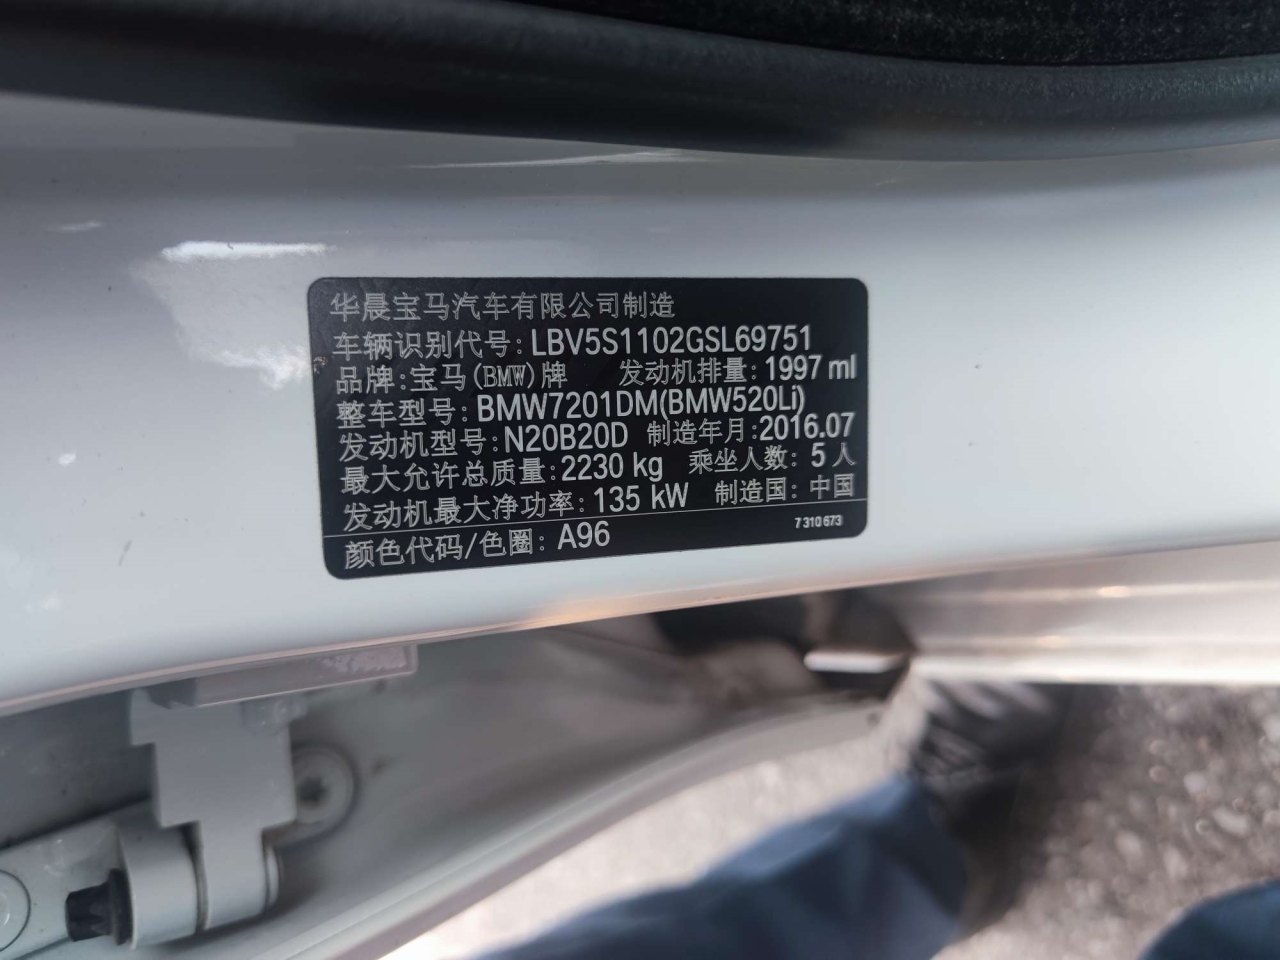 华晨宝马汽车有限公司制造
车辆识别代号: LBV5S1102GSL69751
品牌: 宝马(BMW)牌 发动机排量: 1997 ml
整车型号: BMW7201DM(BMW520Li)
发动机型号: N20B20D 制造年月: 2016.07
最大允许总质量: 2230 kg 乘坐人数: 5 人
发动机最大净功率: 135 kW 制造国: 中国
颜色代码/色圈: A96 7 310 673